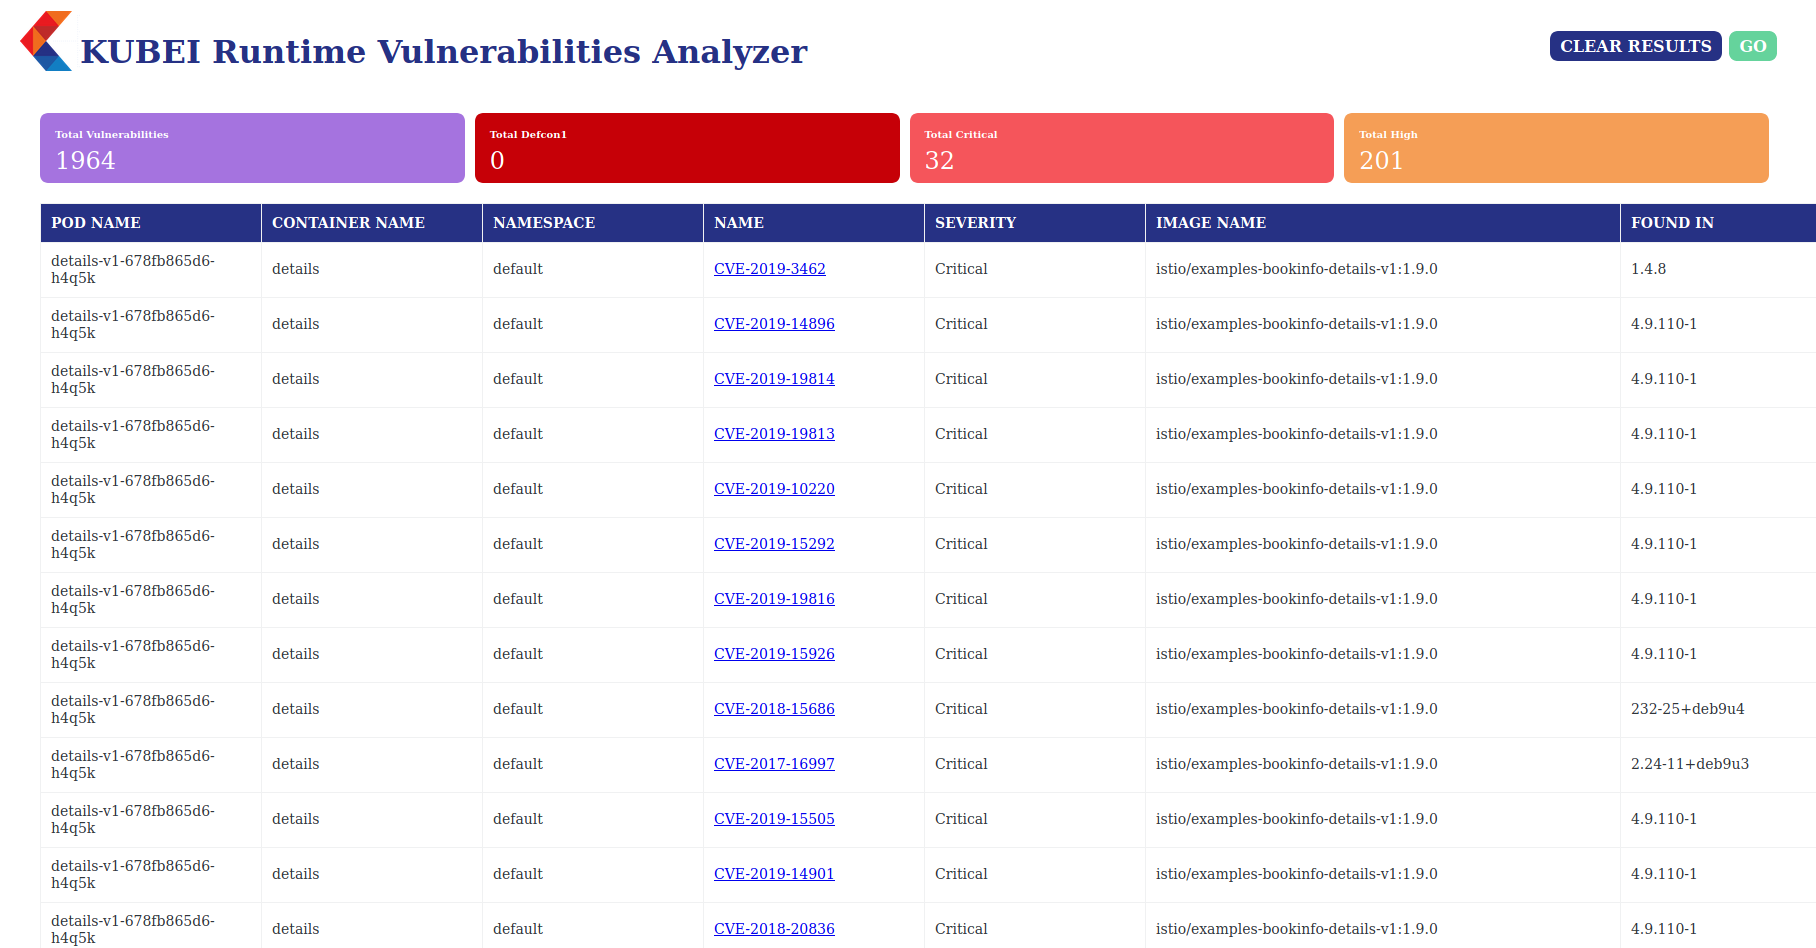 KUBEI Runtime Vulnerabilities Analyzer
CLEAR RESULTS GO
Total Vulnerabilities
1964
Total Defcon1
0
Total Critical
32
Total High
201
POD NAME CONTAINER NAME NAMESPACE NAME SEVERITY IMAGE NAME FOUND IN
details-v1-678fb865d6-
h4q5k details default CVE-2019-3462 Critical istio/examples-bookinfo-details-v1:1.9.0 1.4.8
details-v1-678fb865d6-
h4q5k details default CVE-2019-14896 Critical istio/examples-bookinfo-details-v1:1.9.0 4.9.110-1
details-v1-678fb865d6-
h4q5k details default CVE-2019-19814 Critical istio/examples-bookinfo-details-v1:1.9.0 4.9.110-1
details-v1-678fb865d6-
h4q5k details default CVE-2019-19813 Critical istio/examples-bookinfo-details-v1:1.9.0 4.9.110-1
details-v1-678fb865d6-
h4q5k details default CVE-2019-10220 Critical istio/examples-bookinfo-details-v1:1.9.0 4.9.110-1
details-v1-678fb865d6-
h4q5k details default CVE-2019-15292 Critical istio/examples-bookinfo-details-v1:1.9.0 4.9.110-1
details-v1-678fb865d6-
h4q5k details default CVE-2019-19816 Critical istio/examples-bookinfo-details-v1:1.9.0 4.9.110-1
details-v1-678fb865d6-
h4q5k details default CVE-2019-15926 Critical istio/examples-bookinfo-details-v1:1.9.0 4.9.110-1
details-v1-678fb865d6-
h4q5k details default CVE-2018-15686 Critical istio/examples-bookinfo-details-v1:1.9.0 232-25+deb9u4
details-v1-678fb865d6-
h4q5k details default CVE-2017-16997 Critical istio/examples-bookinfo-details-v1:1.9.0 2.24-11+deb9u3
details-v1-678fb865d6-
h4q5k details default CVE-2019-15505 Critical istio/examples-bookinfo-details-v1:1.9.0 4.9.110-1
details-v1-678fb865d6-
h4q5k details default CVE-2019-14901 Critical istio/examples-bookinfo-details-v1:1.9.0 4.9.110-1
details-v1-678fb865d6-
h4q5k details default CVE-2018-20836 Critical istio/examples-bookinfo-details-v1:1.9.0 4.9.110-1